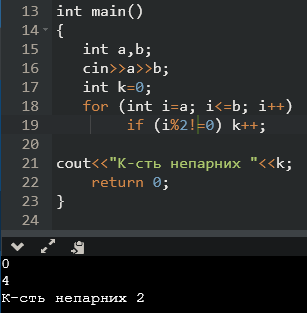 13 int main()
14 {
15 int a,b;
16 cin>>a>>b;
17 int k=0;
18 for (int i=a; i<=b; i++)
19 if (i%2!=0) k++;
20
21 cout<<"К-сть непарних "<<k;
22 return 0;
23 }
24
0
4
К-сть непарних 2